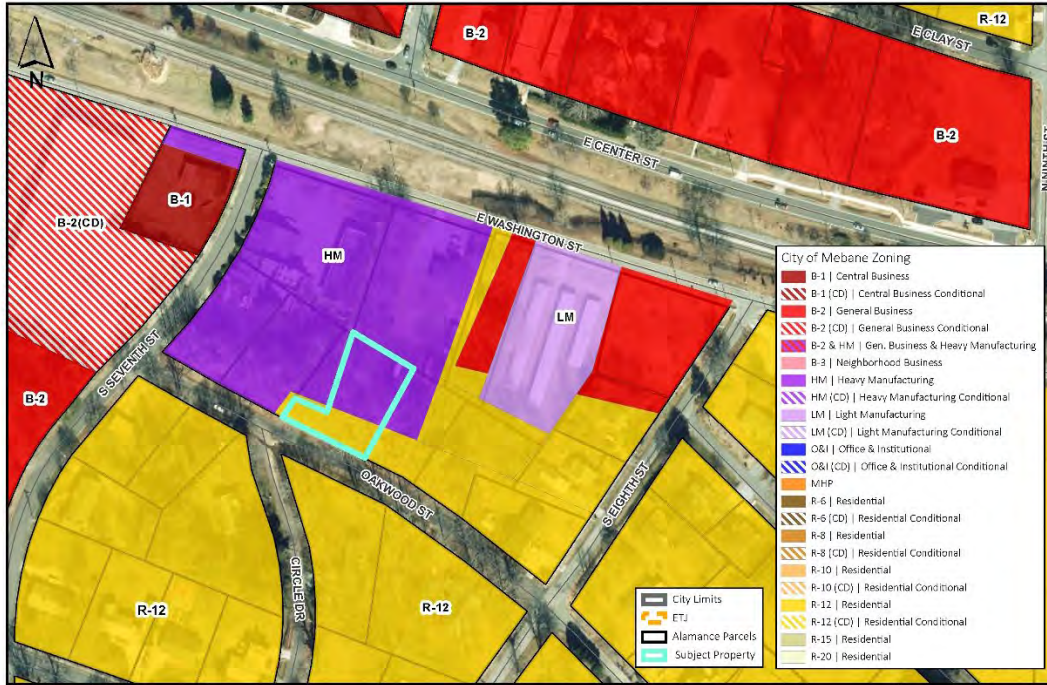 N
B-2
R-12
E CLAY ST
B-2
N NINTH ST
E CENTER ST
B-1
B-2(CD)
E WASHINGTON ST
HM
LM
S SEVENTH ST
B-2
OAKWOOD ST
S EIGHTH ST
CIRCLE DR
R-12
R-12
City of Mebane Zoning
B-1 | Central Business
B-1 (CD) | Central Business Conditional
B-2 | General Business
B-2 (CD) | General Business Conditional
B-2 & HM | Gen. Business & Heavy Manufacturing
B-3 | Neighborhood Business
HM | Heavy Manufacturing
HM (CD) | Heavy Manufacturing Conditional
LM | Light Manufacturing
LM (CD) | Light Manufacturing Conditional
O&I | Office & Institutional
O&I (CD) | Office & Institutional Conditional
MHP
R-6 | Residential
R-6 (CD) | Residential Conditional
R-8 | Residential
R-8 (CD) | Residential Conditional
R-10 | Residential
R-10 (CD) | Residential Conditional
R-12 | Residential
R-12 (CD) | Residential Conditional
R-15 | Residential
R-20 | Residential
City Limits
ETJ
Alamance Parcels
Subject Property